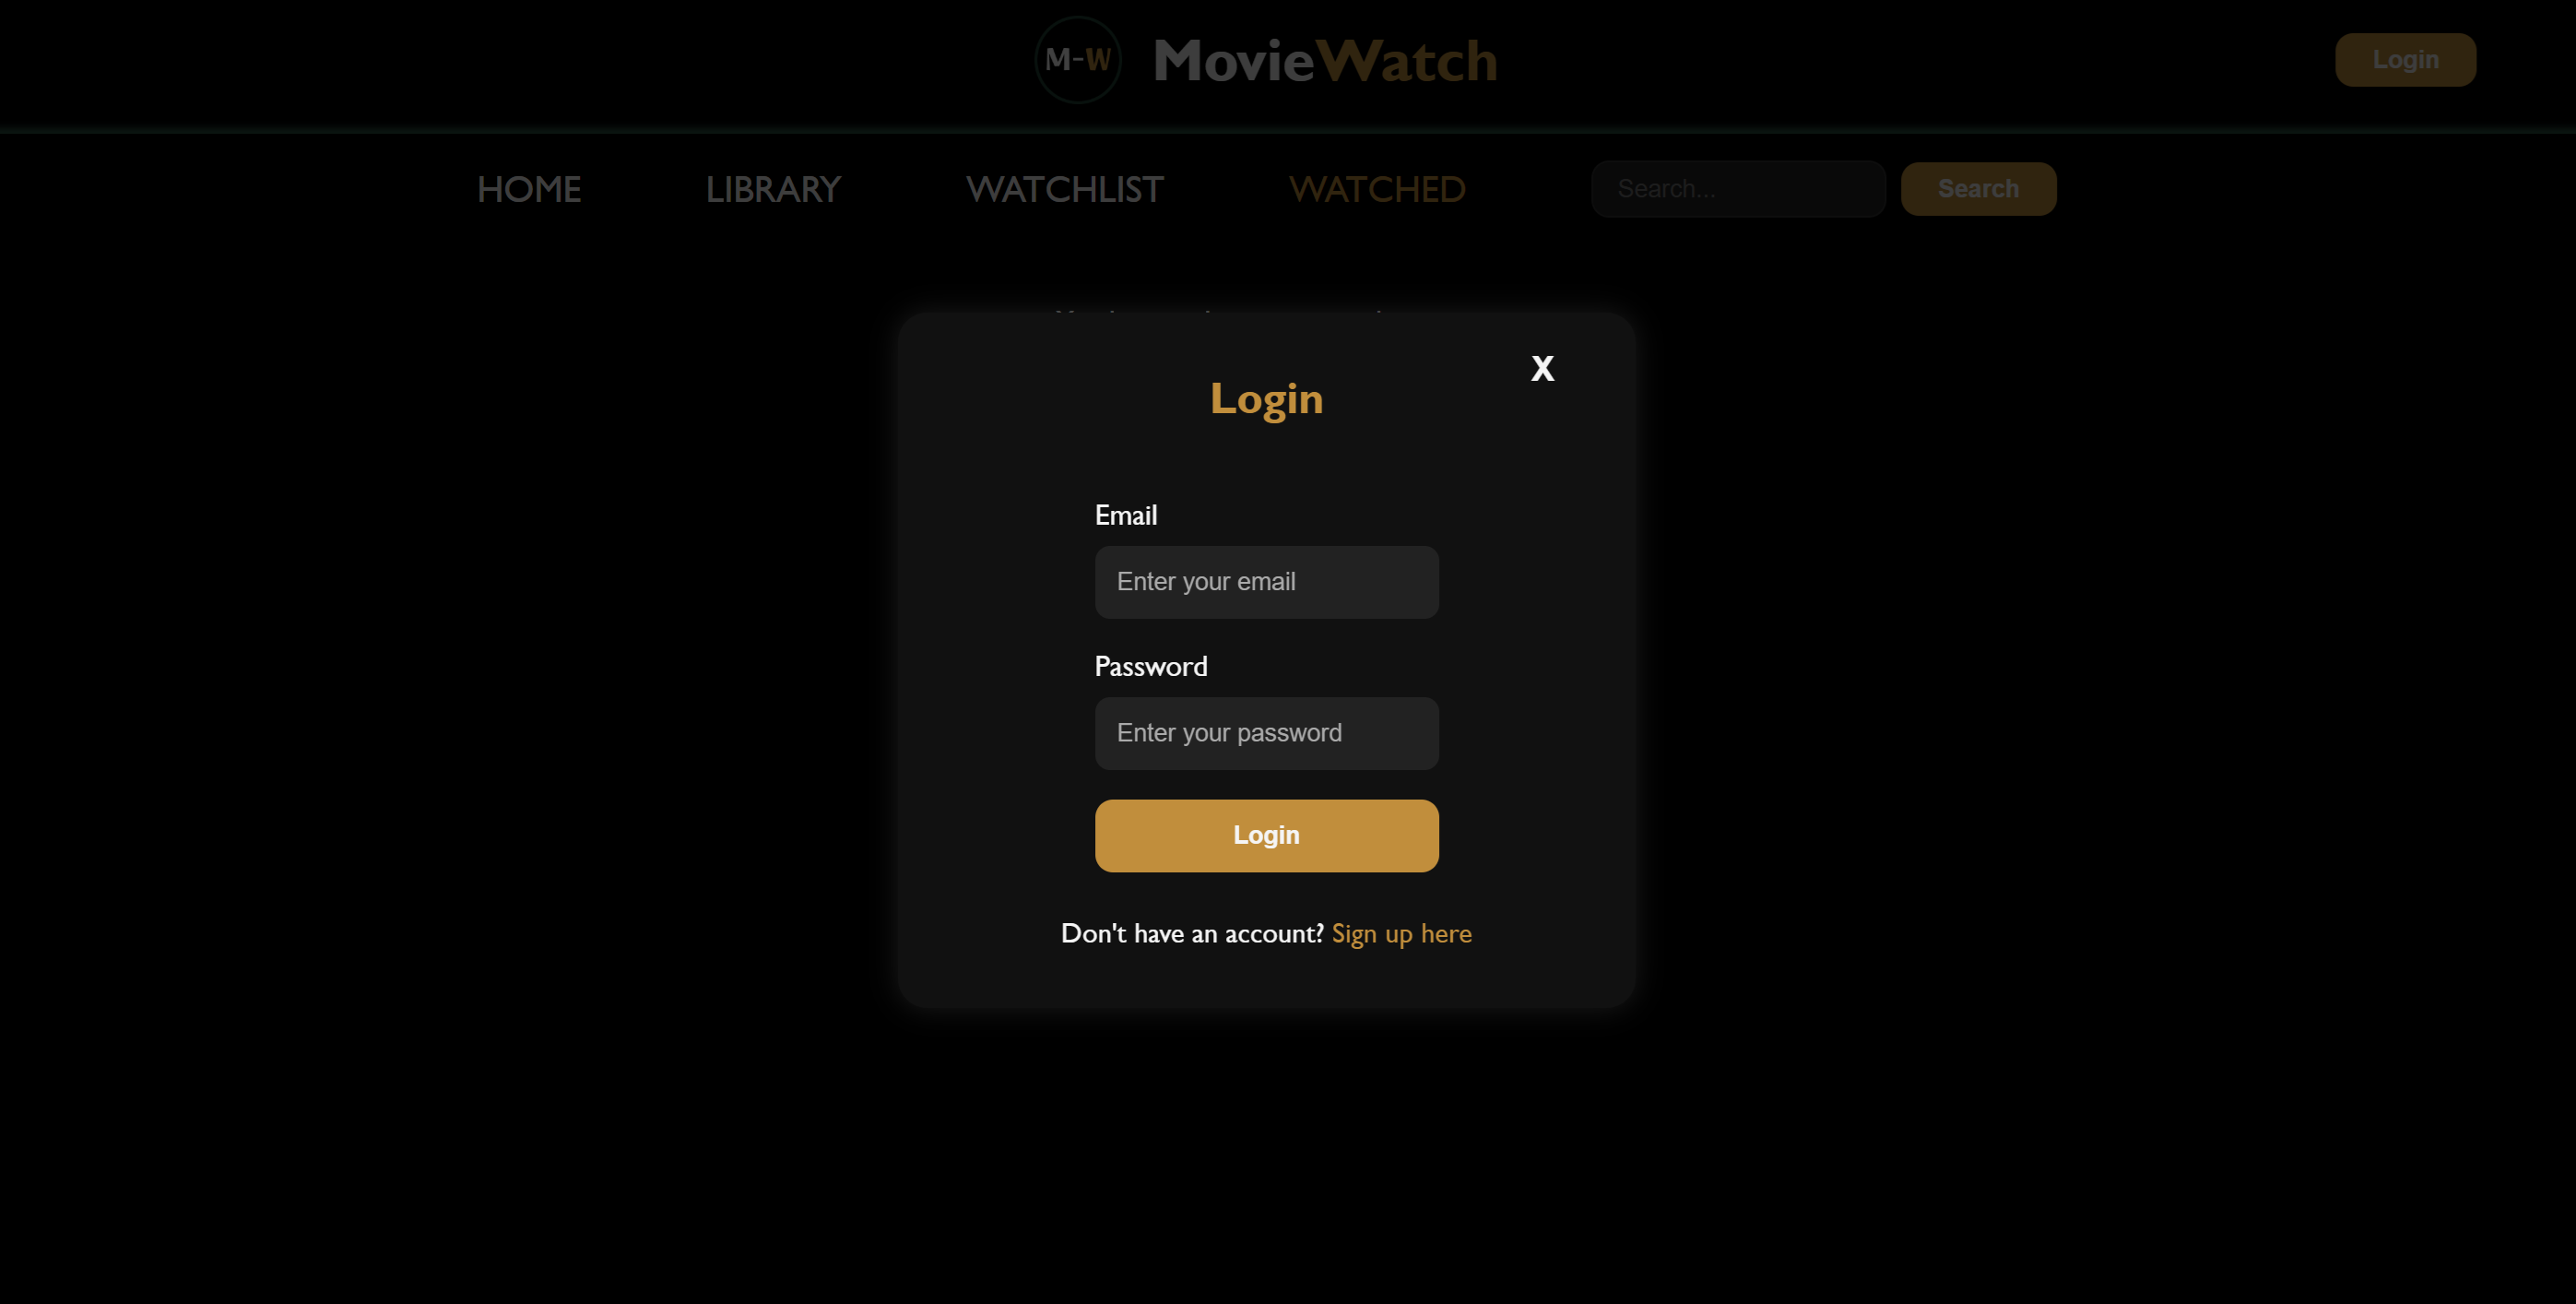 M-W MovieWatch Login
HOME LIBRARY WATCHLIST WATCHED Search... Search
X
Login
Email
Enter your email
Password
Enter your password
Login
Don't have an account? Sign up here